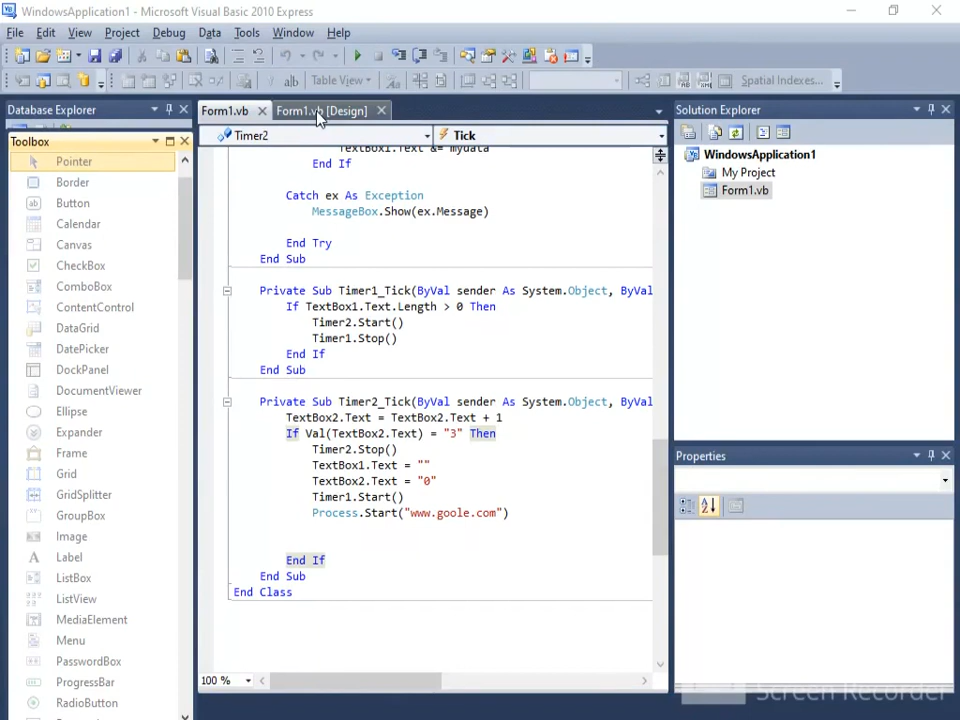 WindowsApplication1 - Microsoft Visual Basic 2010 Express
File Edit View Project Debug Data Tools Window Help
Table View
Spatial Indexes...
Database Explorer
Toolbox
Pointer
Border
Button
Calendar
Canvas
CheckBox
ComboBox
ContentControl
DataGrid
DatePicker
DockPanel
DocumentViewer
Ellipse
Expander
Frame
Grid
GridSplitter
GroupBox
Image
Label
ListBox
ListView
MediaElement
Menu
PasswordBox
ProgressBar
RadioButton
Form1.vb Form1.vb [Design]
Timer2 Tick
TextBox1.Text &= mydata
End If
Catch ex As Exception
MessageBox.Show(ex.Message)
End Try
End Sub
Private Sub Timer1_Tick(ByVal sender As System.Object, ByVal
If TextBox1.Text.Length > 0 Then
Timer2.Start()
Timer1.Stop()
End If
End Sub
Private Sub Timer2_Tick(ByVal sender As System.Object, ByVal
TextBox2.Text = TextBox2.Text + 1
If Val(TextBox2.Text) = "3" Then
Timer2.Stop()
TextBox1.Text = ""
TextBox2.Text = "0"
Timer1.Start()
Process.Start("www.goole.com")
End If
End Sub
End Class
100 %
Solution Explorer
WindowsApplication1
My Project
Form1.vb
Properties
Screen Recorder